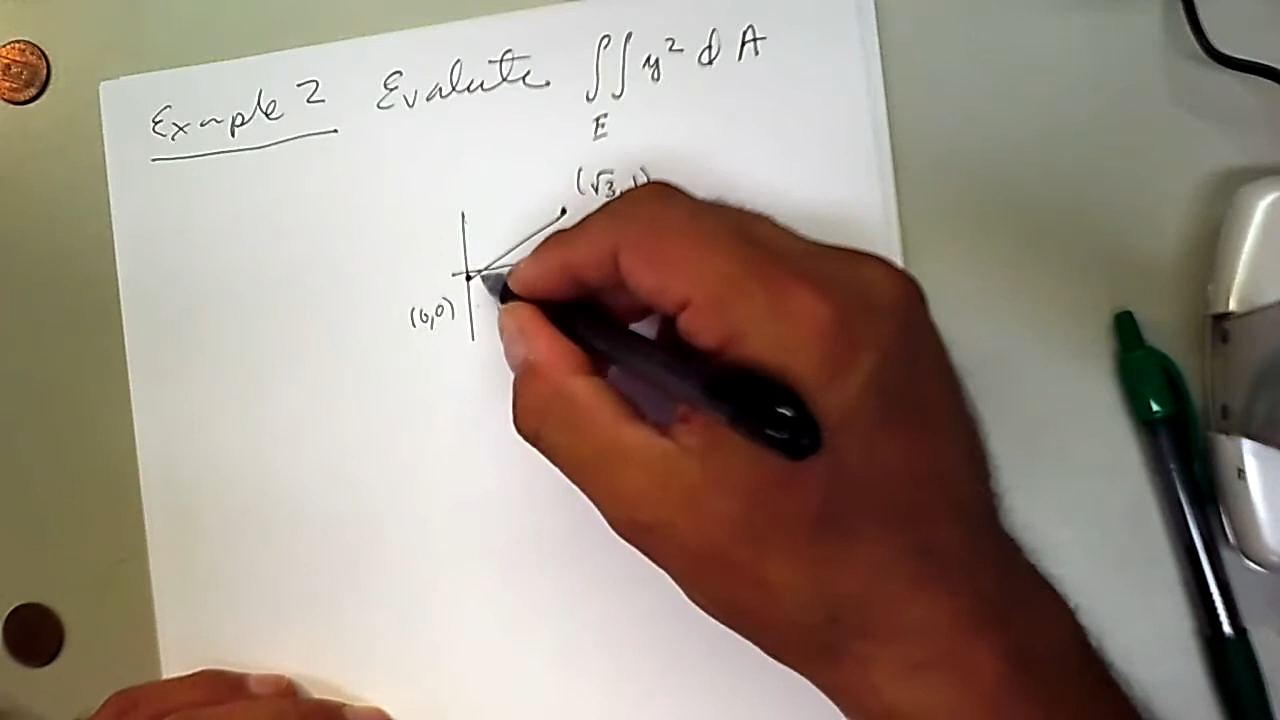 Example 2 Evaluate ∬ y² dA
E
(√3, 1)
(0,0)